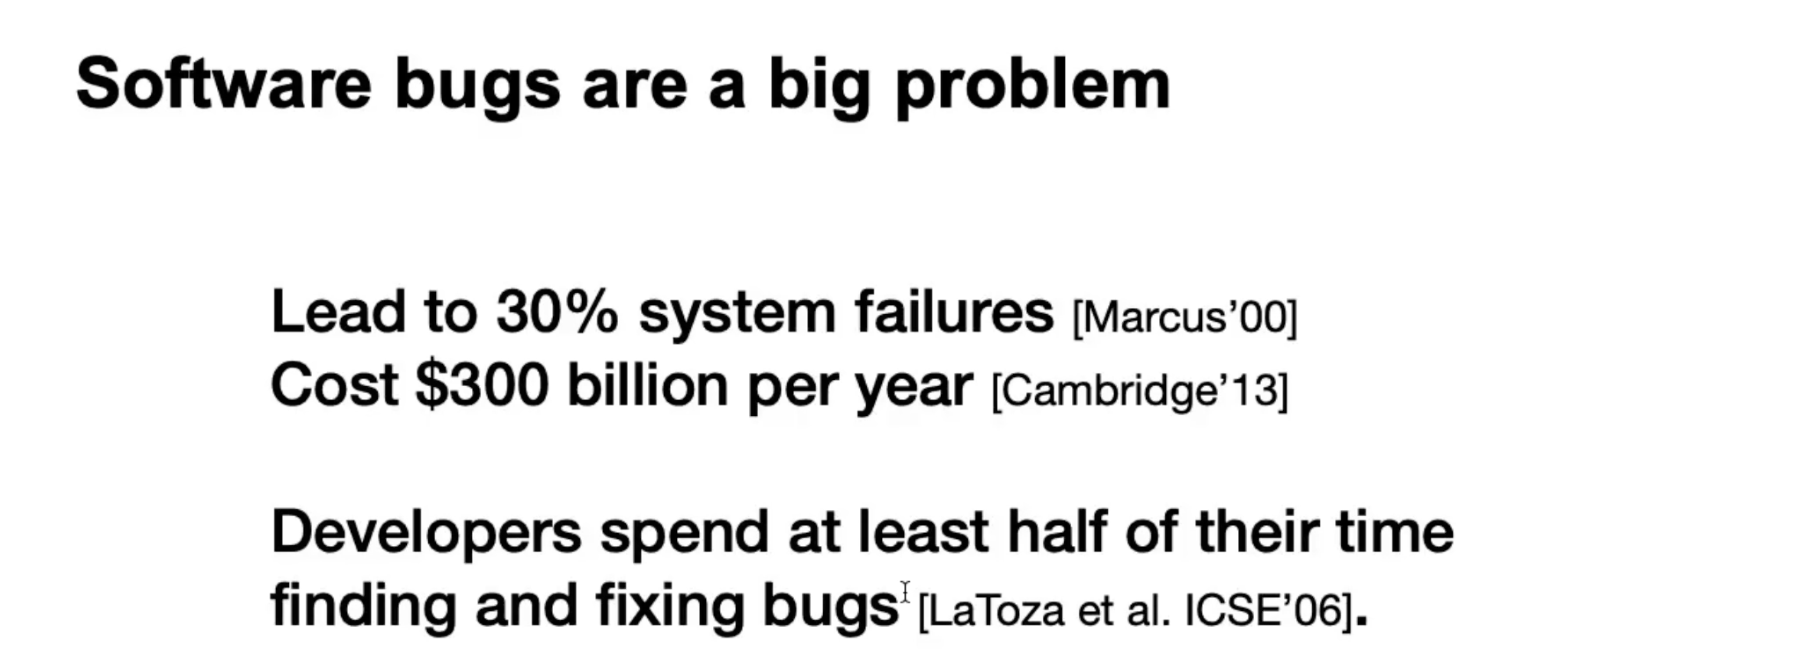 Software bugs are a big problem
Lead to 30% system failures [Marcus’00]
Cost $300 billion per year [Cambridge’13]
Developers spend at least half of their time
finding and fixing bugs [LaToza et al. ICSE’06].